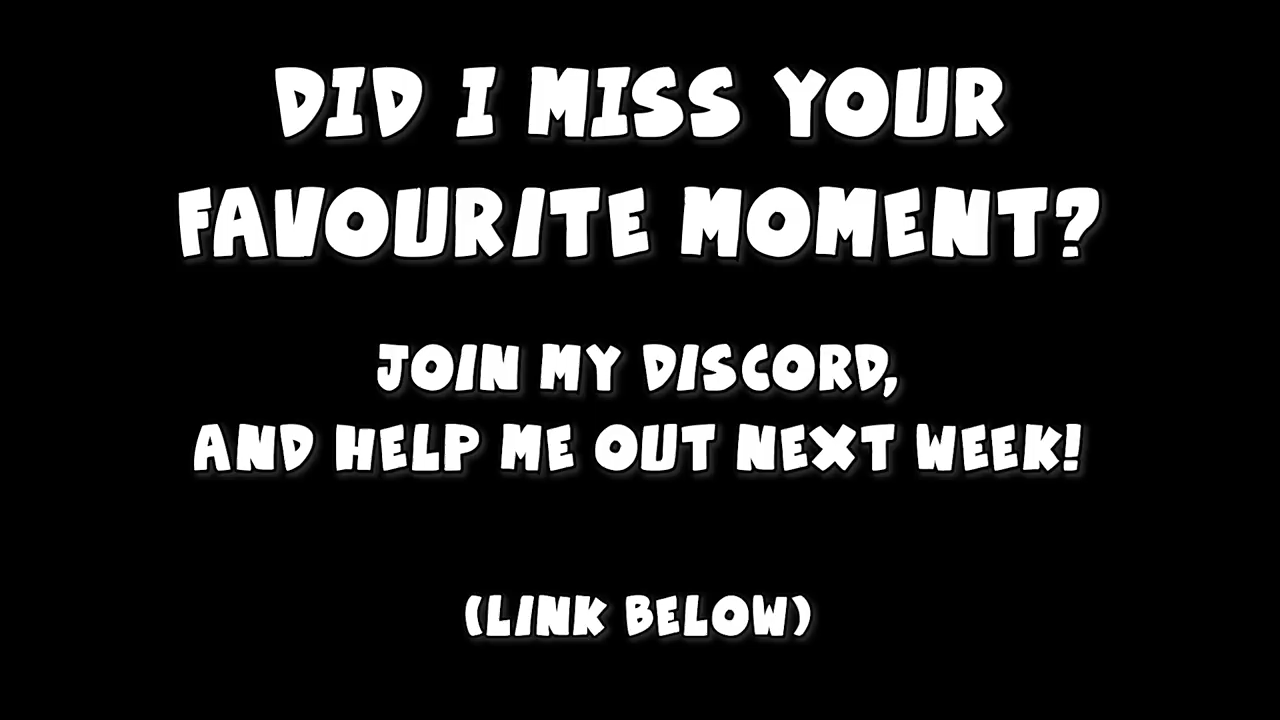 DID I MISS YOUR
FAVOURITE MOMENT?
JOIN MY DISCORD,
AND HELP ME OUT NEXT WEEK!
(LINK BELOW)